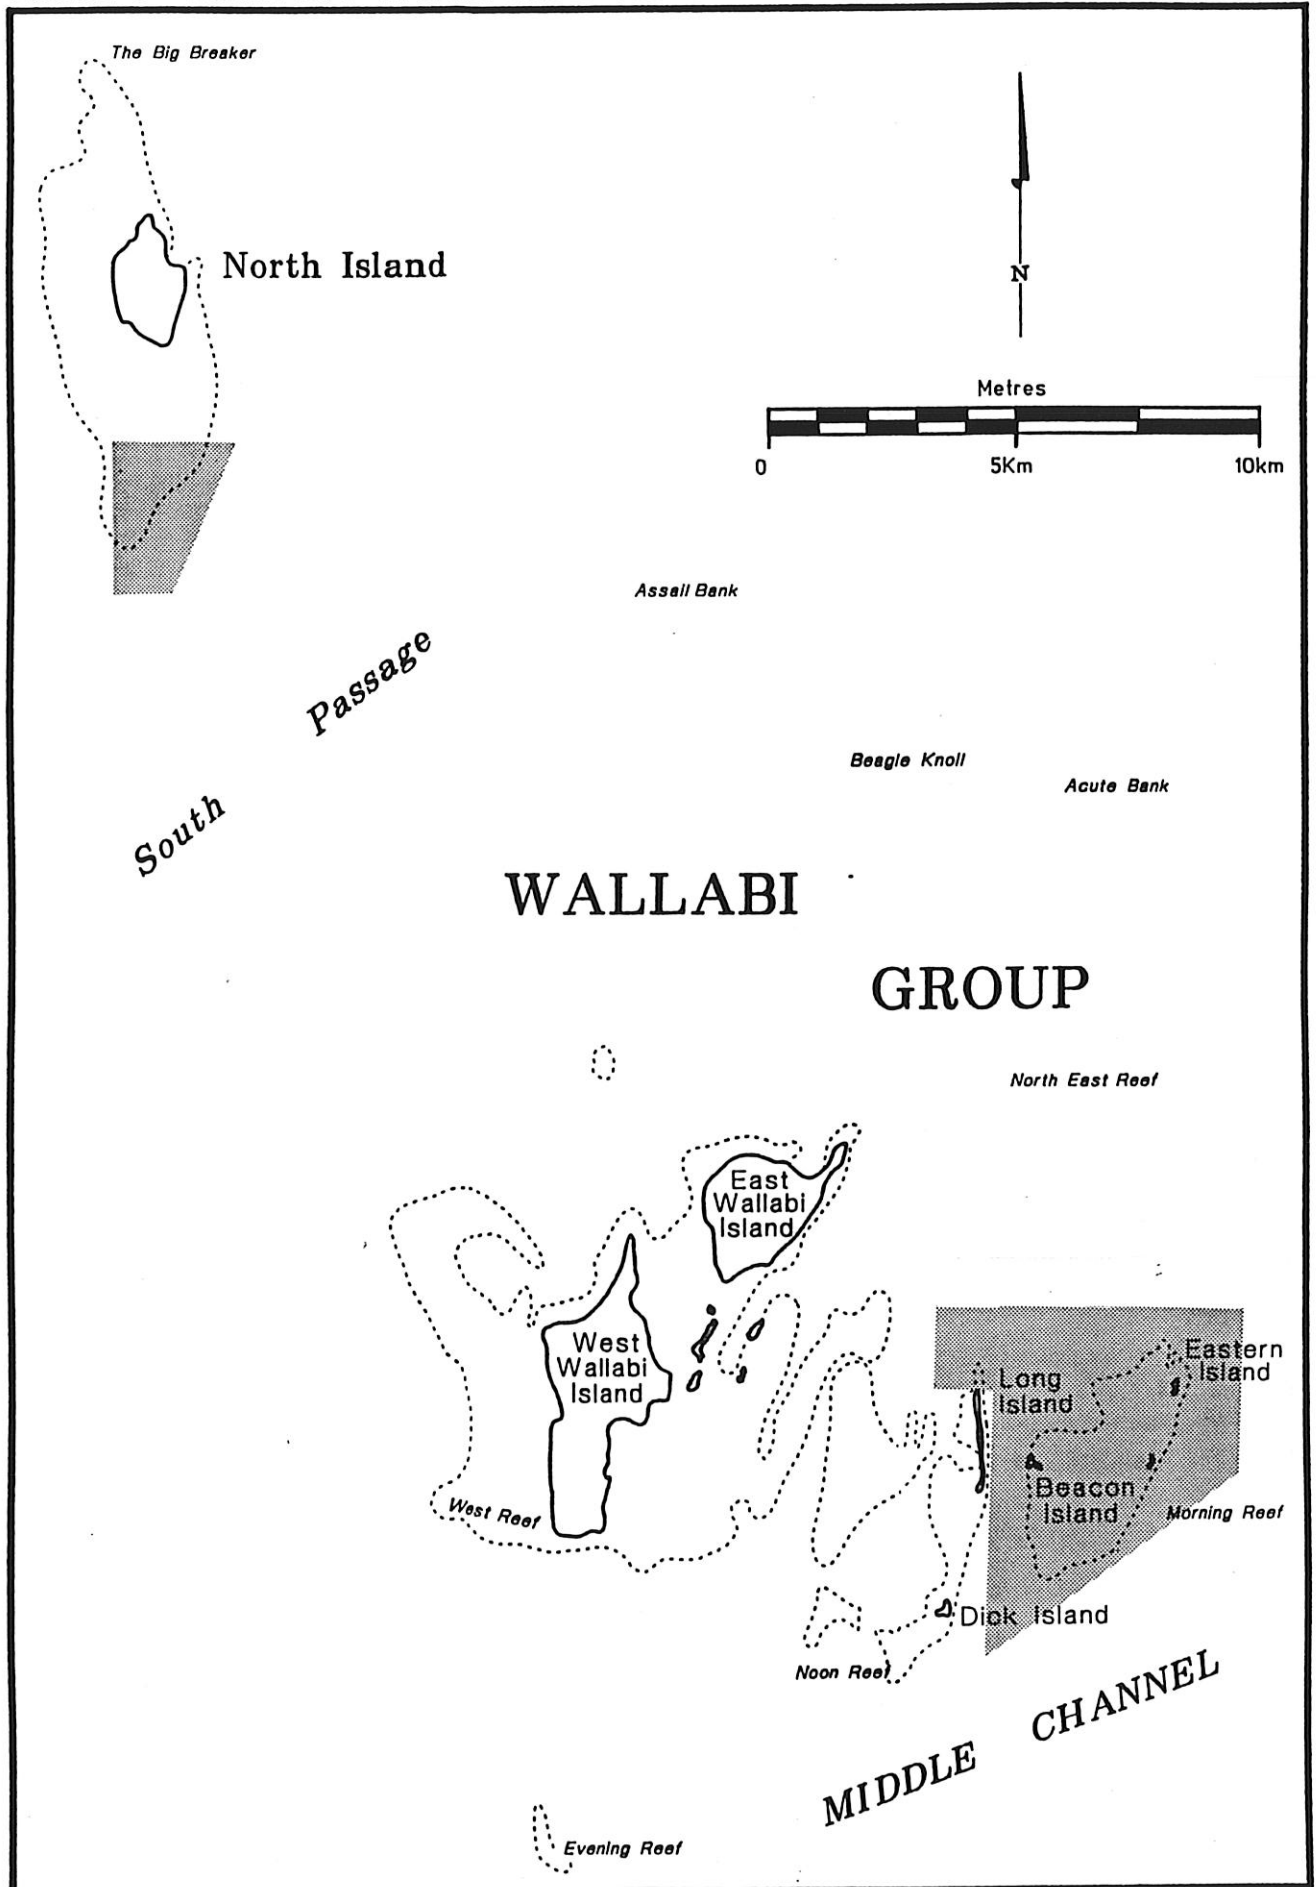 The Big Breaker
North Island
N
Metres
0 5Km 10km
Assail Bank
South Passage
Beagle Knoll
Acute Bank
WALLABI
GROUP
North East Reef
East
Wallabi
Island
West
Wallabi
Island
Eastern
Island
Long
Island
Beacon
Island
West Reef
Morning Reef
Dick Island
Noon Reef
MIDDLE CHANNEL
Evening Reef